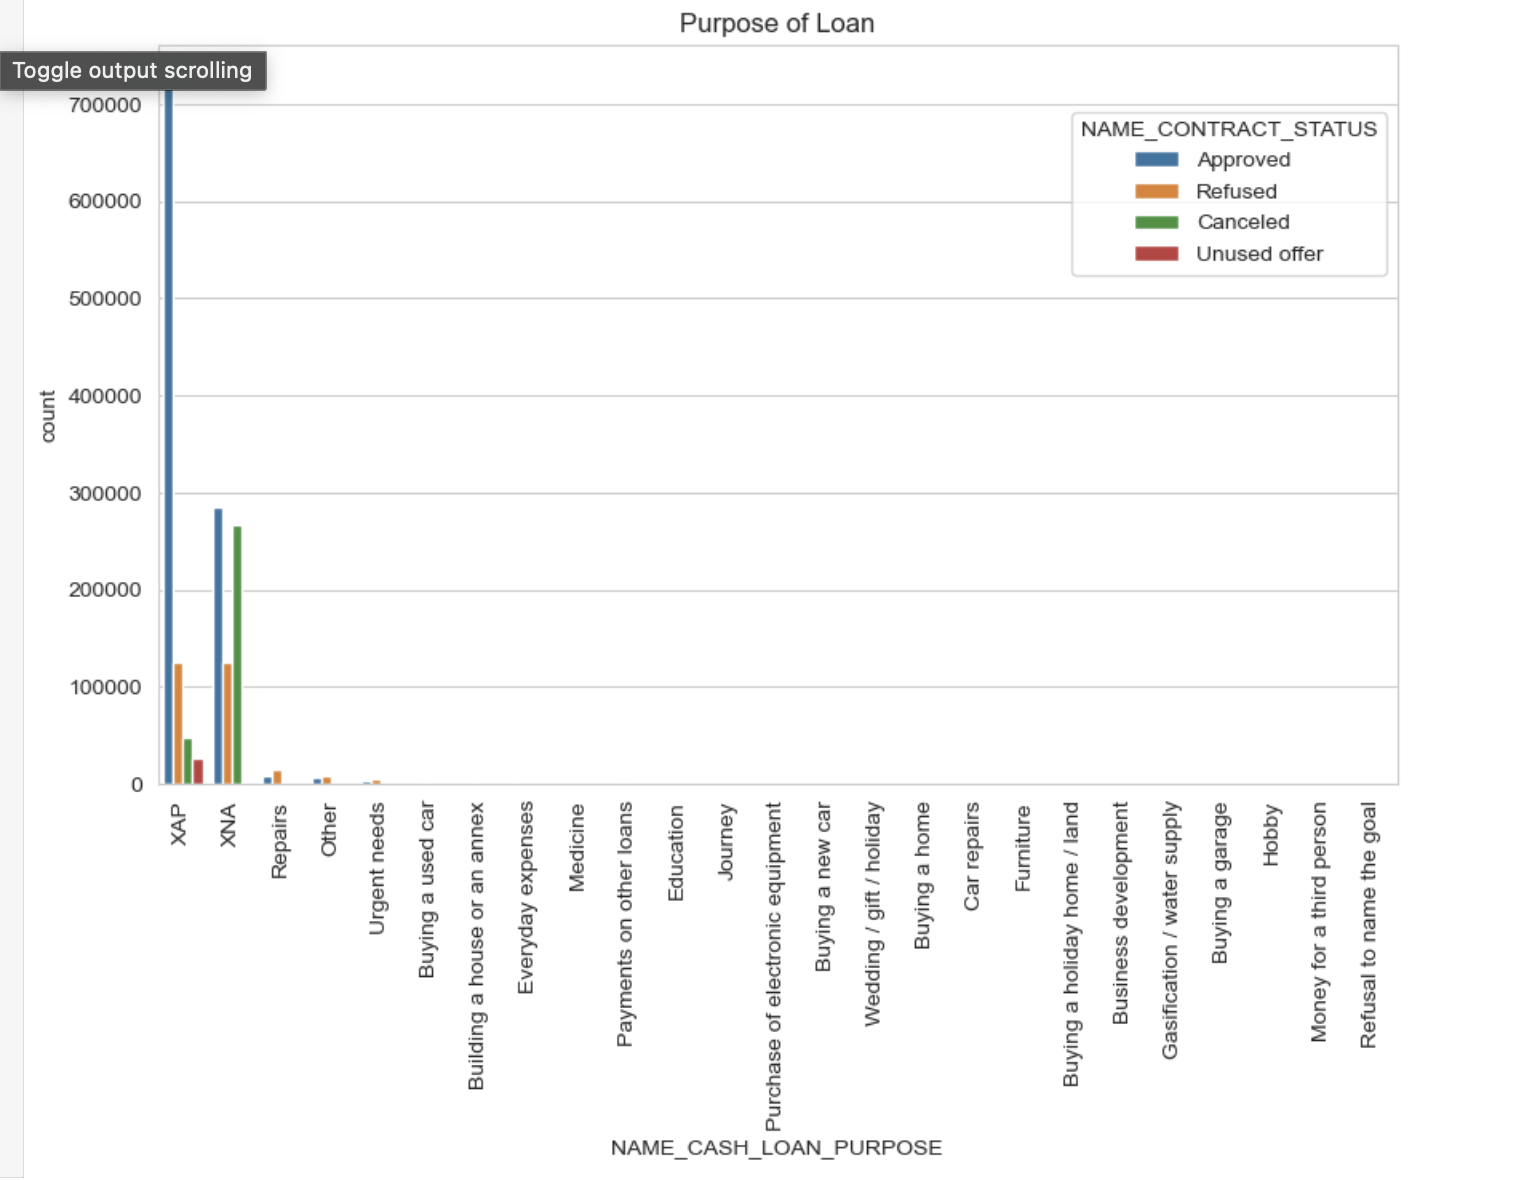 Purpose of Loan
Toggle output scrolling
700000
600000
500000
400000
300000
200000
100000
0
count
NAME_CONTRACT_STATUS
Approved
Refused
Canceled
Unused offer
XAP
XNA
Repairs
Other
Urgent needs
Buying a used car
Building a house or an annex
Everyday expenses
Medicine
Payments on other loans
Education
Journey
Purchase of electronic equipment
Buying a new car
Wedding / gift / holiday
Buying a home
Car repairs
Furniture
Buying a holiday home / land
Business development
Gasification / water supply
Buying a garage
Hobby
Money for a third person
Refusal to name the goal
NAME_CASH_LOAN_PURPOSE